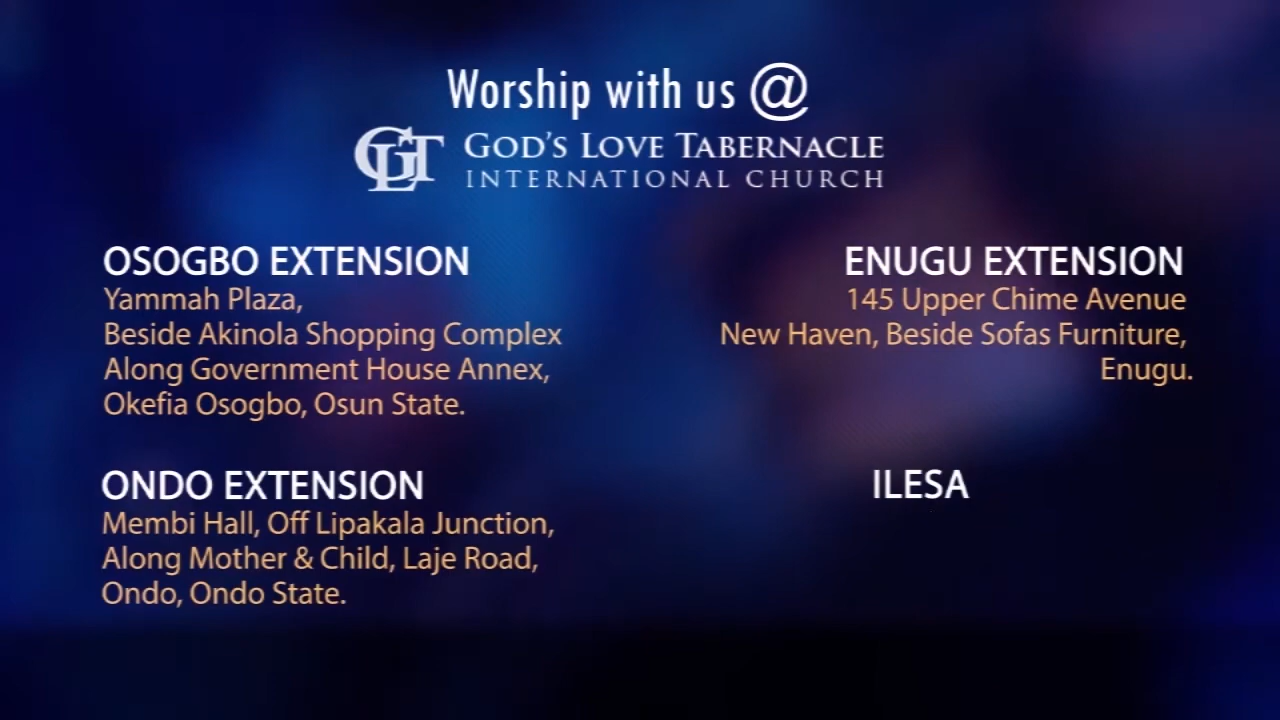 Worship with us @
GLT GOD'S LOVE TABERNACLE
INTERNATIONAL CHURCH
OSOGBO EXTENSION
Yammah Plaza,
Beside Akinola Shopping Complex
Along Government House Annex,
Okefia Osogbo, Osun State.
ENUGU EXTENSION
145 Upper Chime Avenue
New Haven, Beside Sofas Furniture,
Enugu.
ONDO EXTENSION
Membi Hall, Off Lipakala Junction,
Along Mother & Child, Laje Road,
Ondo, Ondo State.
ILESA